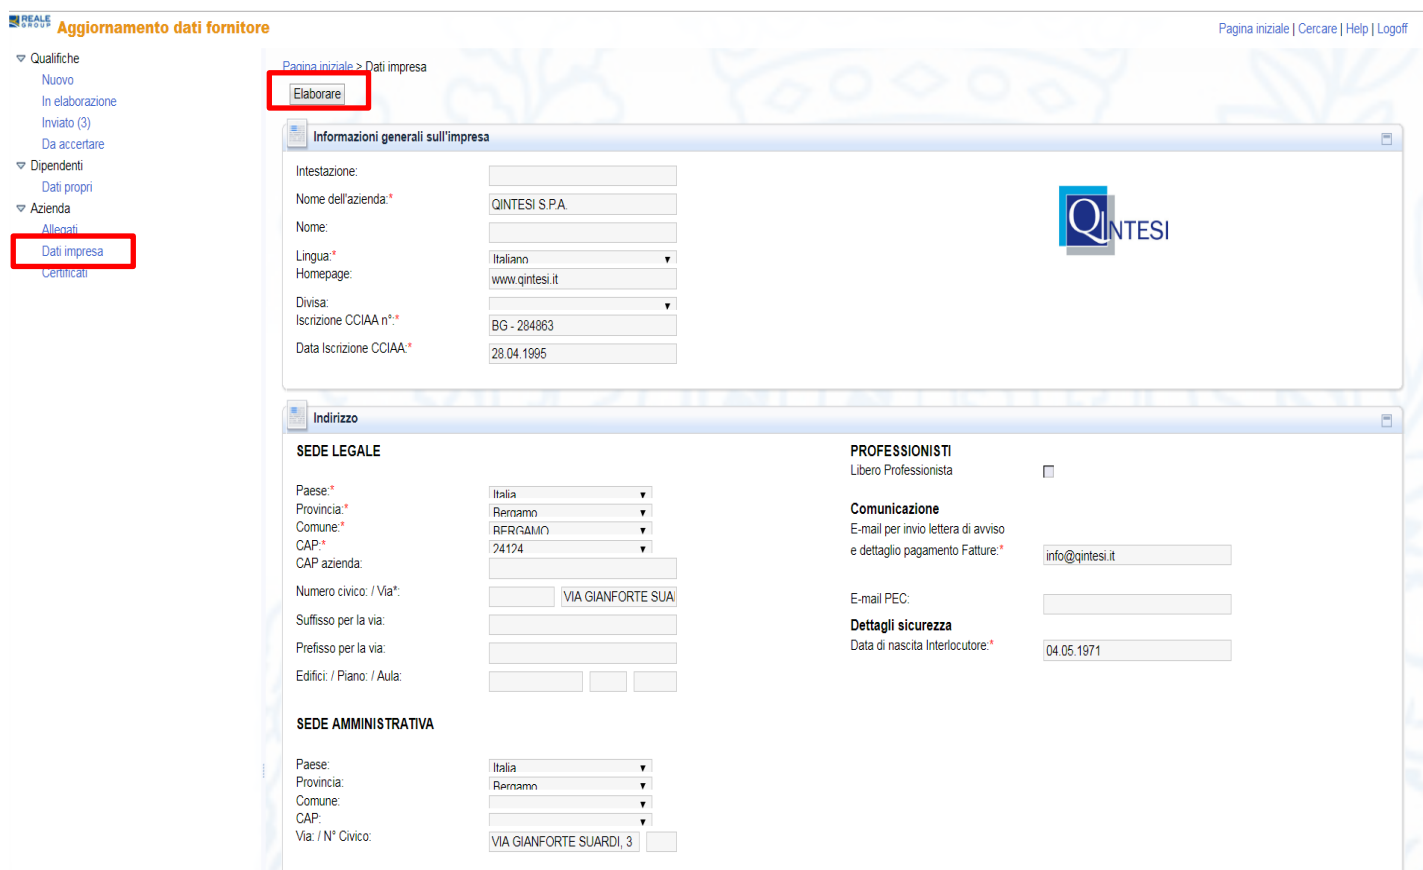 REALE
GROUP
Aggiornamento dati fornitore
Pagina iniziale | Cercare | Help | Logoff
Qualifiche
Nuovo
In elaborazione
Inviato (3)
Da accertare
Dipendenti
Dati propri
Azienda
Allegati
Dati impresa
Certificati
Pagina iniziale > Dati impresa
Elaborare
Informazioni generali sull'impresa
Intestazione:
Nome dell'azienda:* QINTESI S.P.A.
Nome:
Lingua:* Italiano
Homepage: www.qintesi.it
Divisa:
Iscrizione CCIAA n°:* BG - 284863
Data Iscrizione CCIAA:* 28.04.1995
QINTESI
Indirizzo
SEDE LEGALE
Paese:* Italia
Provincia:* Bergamo
Comune:* BERGAMO
CAP:* 24124
CAP azienda:
Numero civico: / Via*: VIA GIANFORTE SUA
Suffisso per la via:
Prefisso per la via:
Edifici: / Piano: / Aula:
SEDE AMMINISTRATIVA
Paese: Italia
Provincia: Bergamo
Comune:
CAP:
Via: / N° Civico: VIA GIANFORTE SUARDI, 3
PROFESSIONISTI
Libero Professionista
Comunicazione
E-mail per invio lettera di avviso
e dettaglio pagamento Fatture:* info@qintesi.it
E-mail PEC:
Dettagli sicurezza
Data di nascita Interlocutore:* 04.05.1971